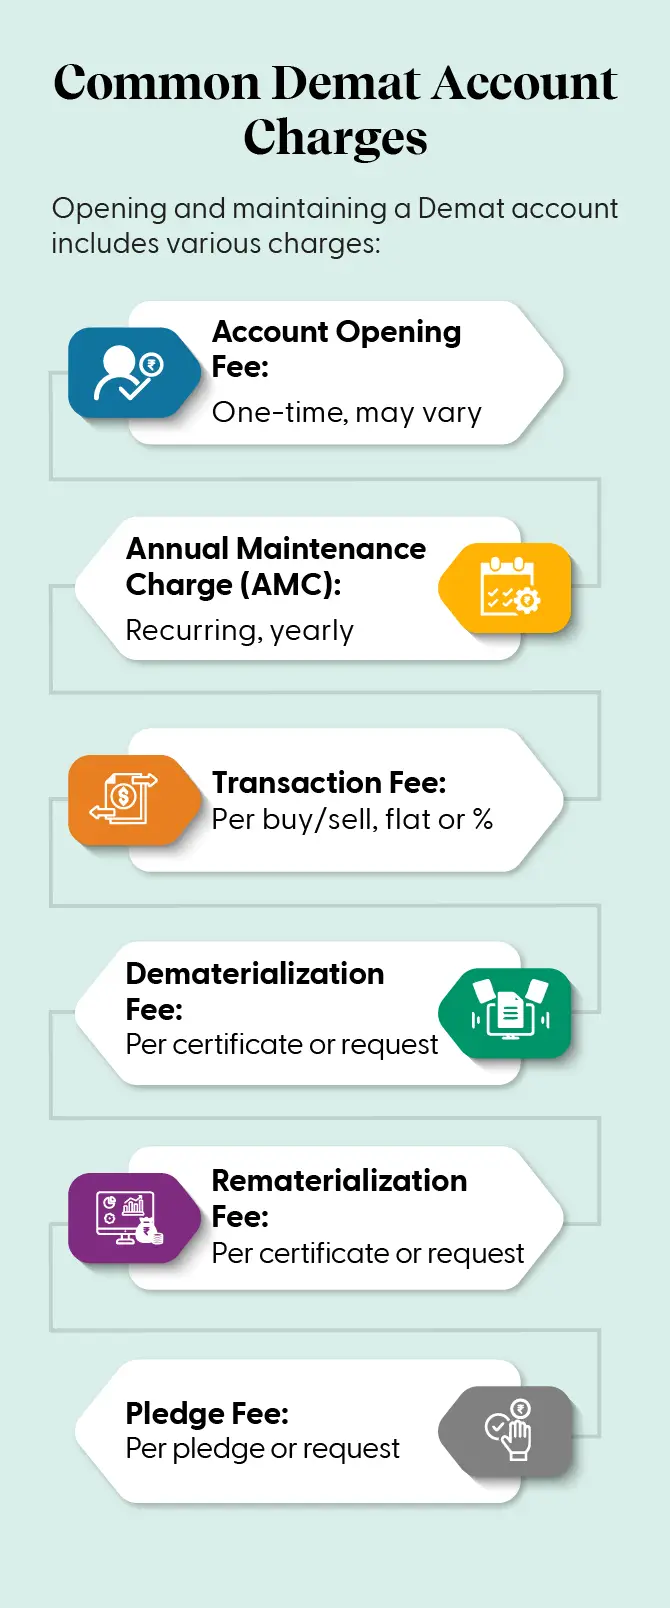 Common Demat Account
Charges
Opening and maintaining a Demat account
includes various charges:
Account Opening
Fee:
One-time, may vary
₹
Annual Maintenance
Charge (AMC):
Recurring, yearly
₹
Transaction Fee:
Per buy/sell, flat or %
$
Dematerialization
Fee:
Per certificate or request
Rematerialization
Fee:
Per certificate or request
₹
Pledge Fee:
Per pledge or request
₹